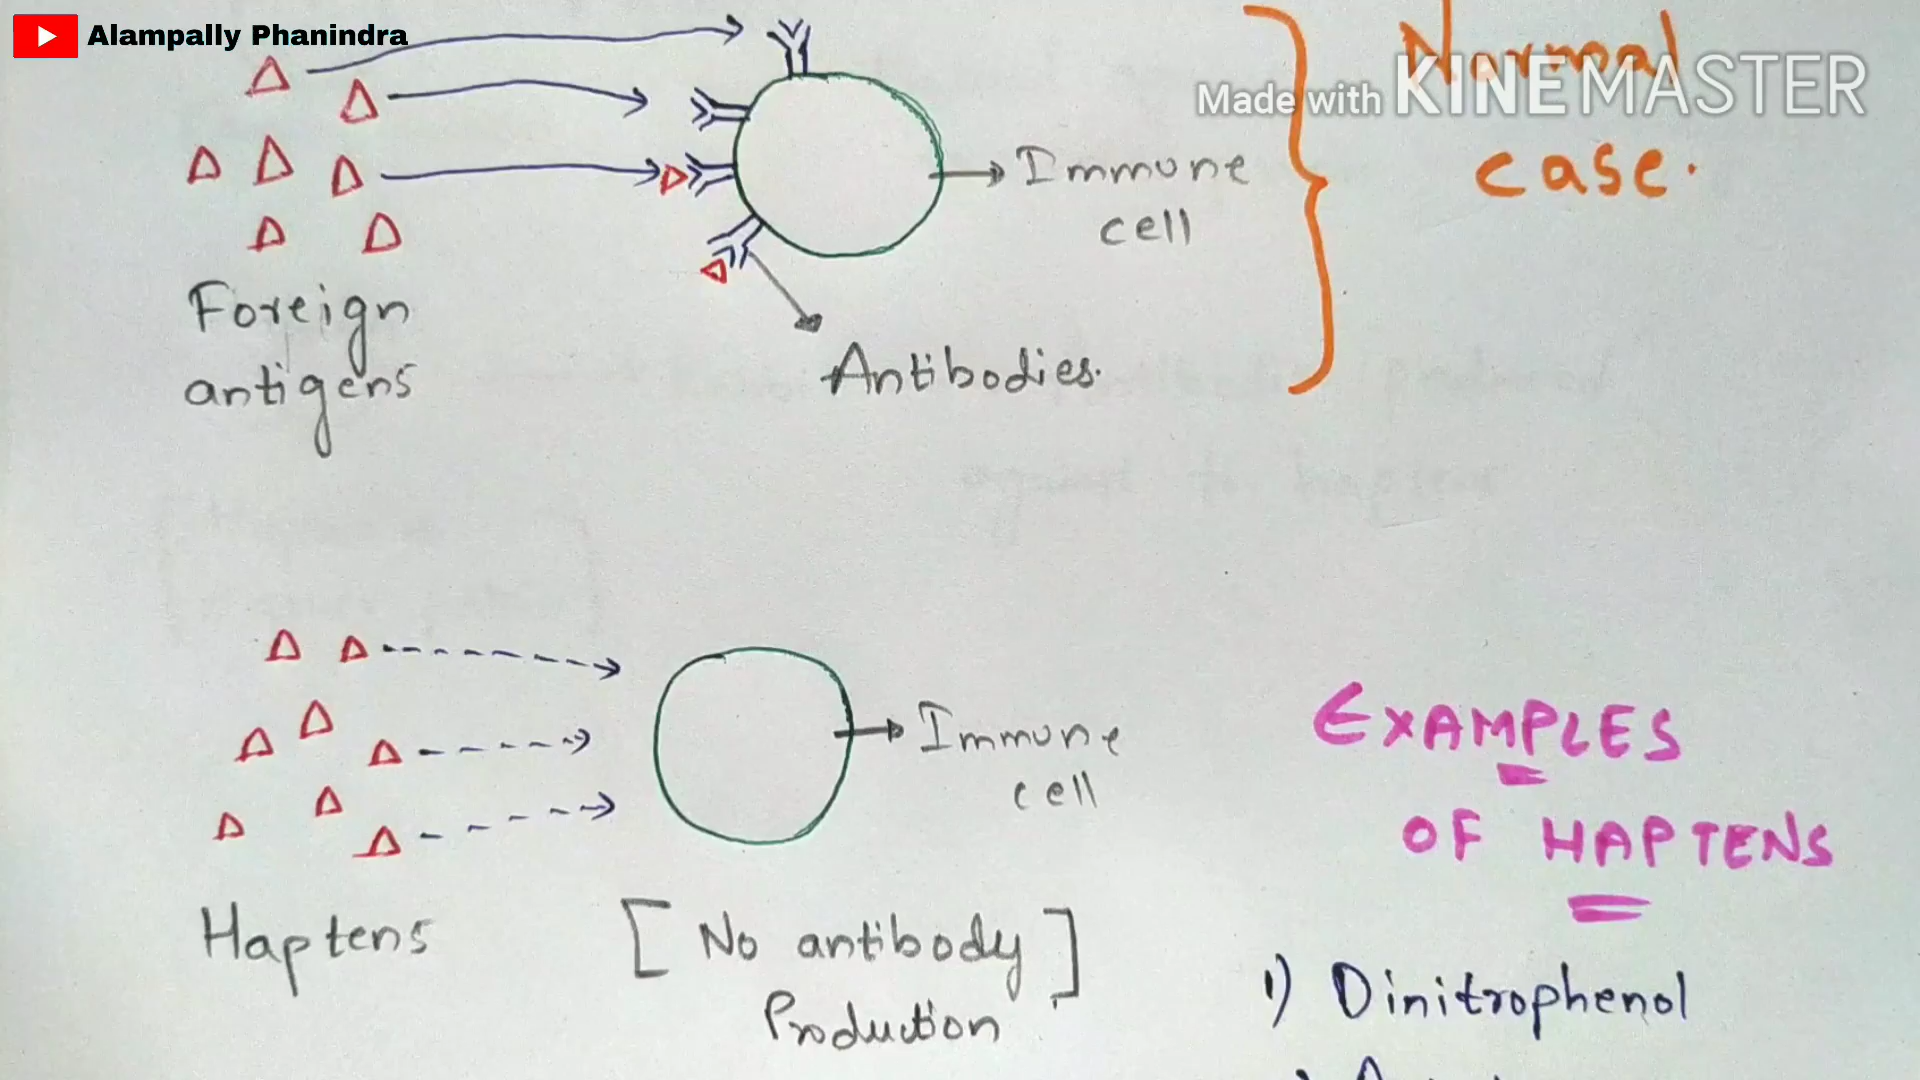 Alampally Phanindra
Normal
Made with KINEMASTER
case.
Immune
cell
Foreign
antigens
Antibodies.
Immune
cell
Haptens
[ No antibody ]
Production
EXAMPLES
OF HAPTENS
1) Dinitrophenol